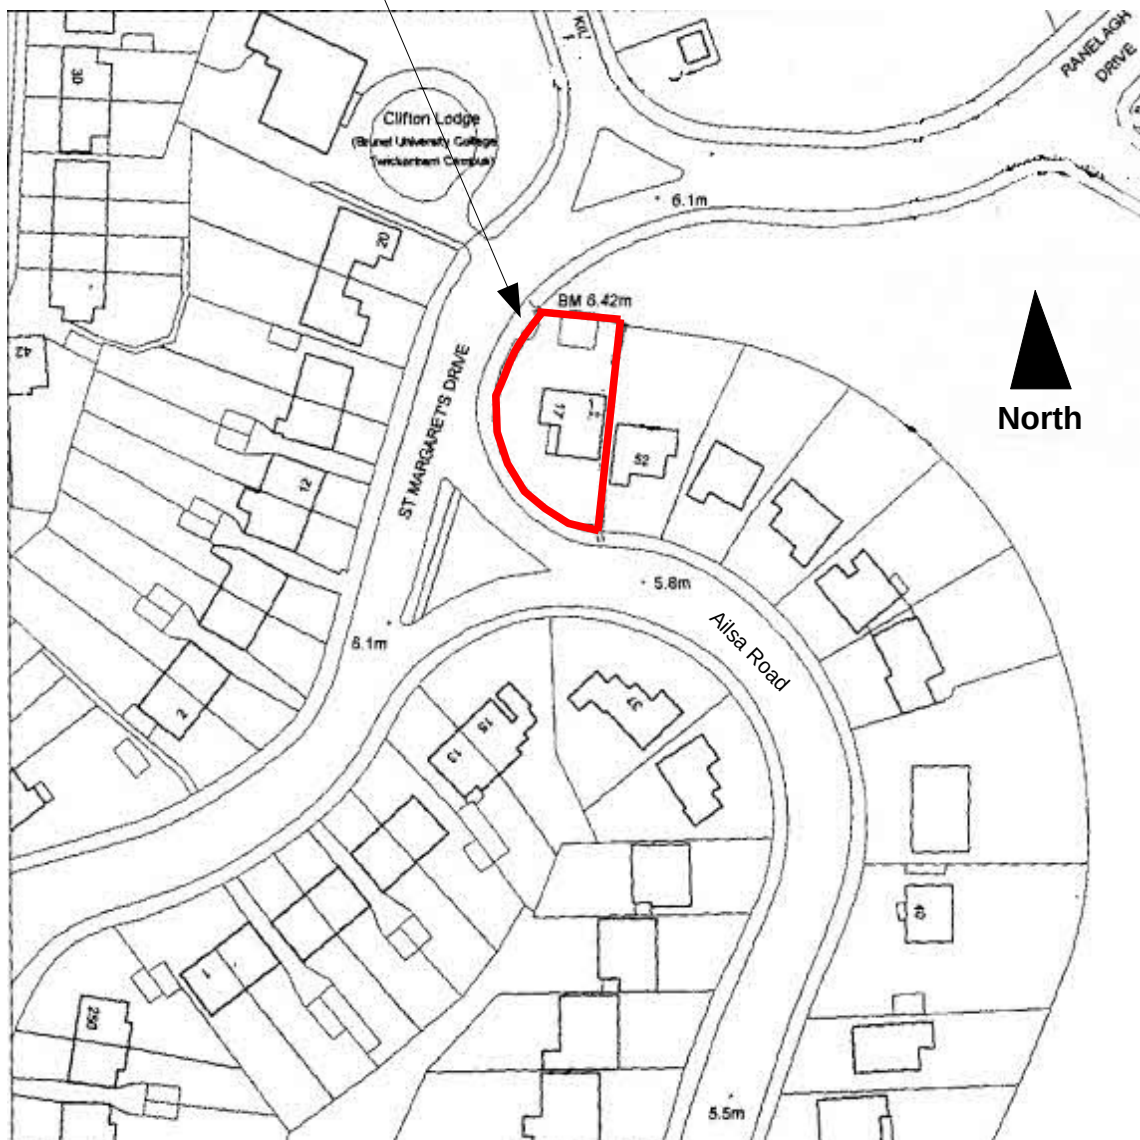 30
RANELAGH
DRIVE
Clifton Lodge
(Brunel University College
Twickenham Campus)
6.1m
20
BM 6.42m
42
ST MARGARET'S DRIVE
17
North
52
12
5.8m
Ailsa Road
6.1m
37
2
15
13
40
1
250
5.5m